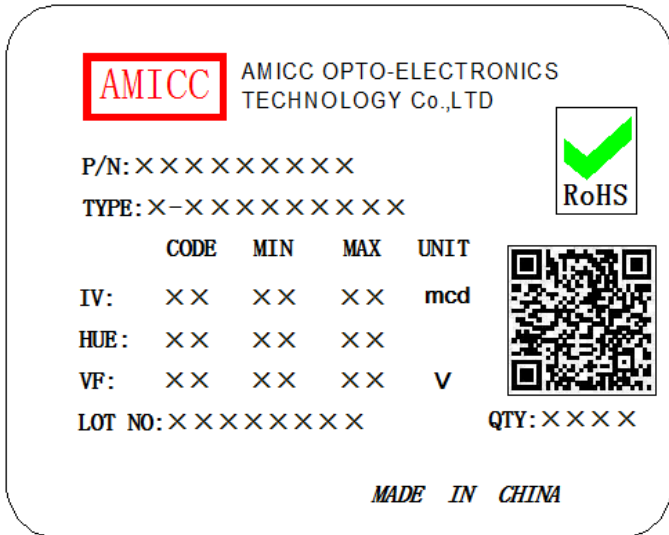 AMICC
AMICC OPTO-ELECTRONICS
TECHNOLOGY Co.,LTD
RoHS
P/N:×××××××××
TYPE:×-×××××××××
CODE MIN MAX UNIT
IV: ×× ×× ×× mcd
HUE: ×× ×× ××
VF: ×× ×× ×× V
LOT NO:×××××××× QTY:××××
MADE IN CHINA